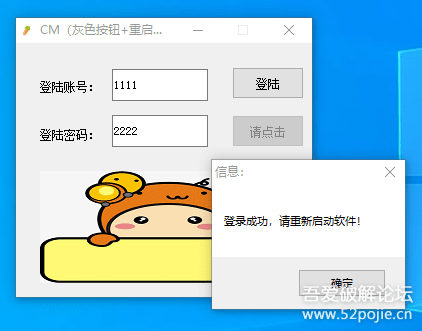 CM（灰色按钮+重启...
登陆账号：
1111
登陆
登陆密码：
2222
请点击
信息：
登录成功，请重新启动软件！
确定
吾爱破解论坛
www.52pojie.cn